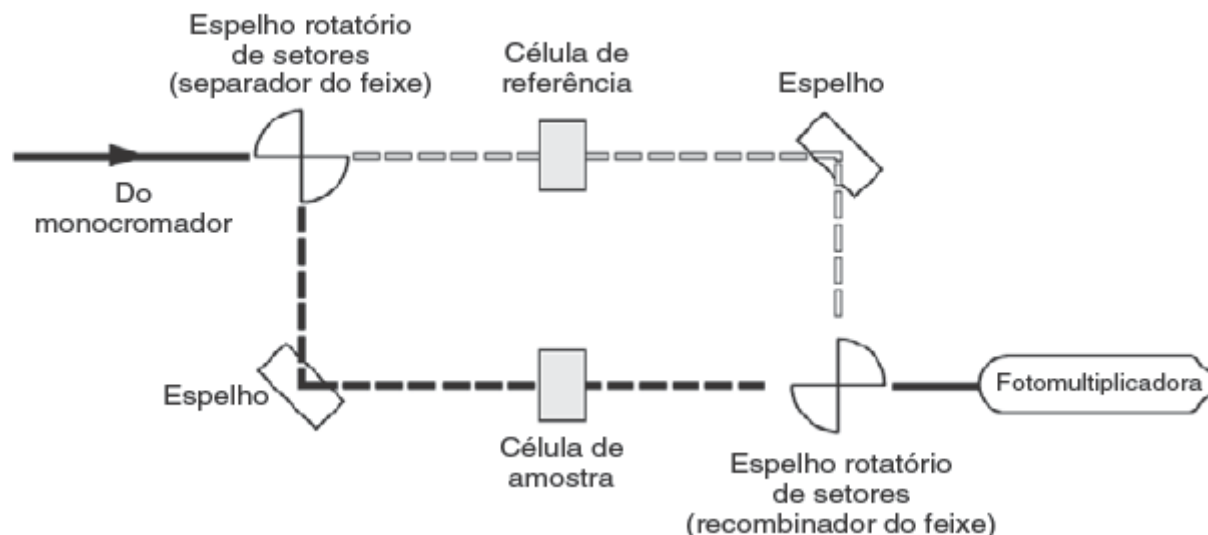 Espelho rotatório
de setores
(separador do feixe)
Célula de
referência
Espelho
Do
monocromador
Espelho
Célula de
amostra
Fotomultiplicadora
Espelho rotatório
de setores
(recombinador do feixe)